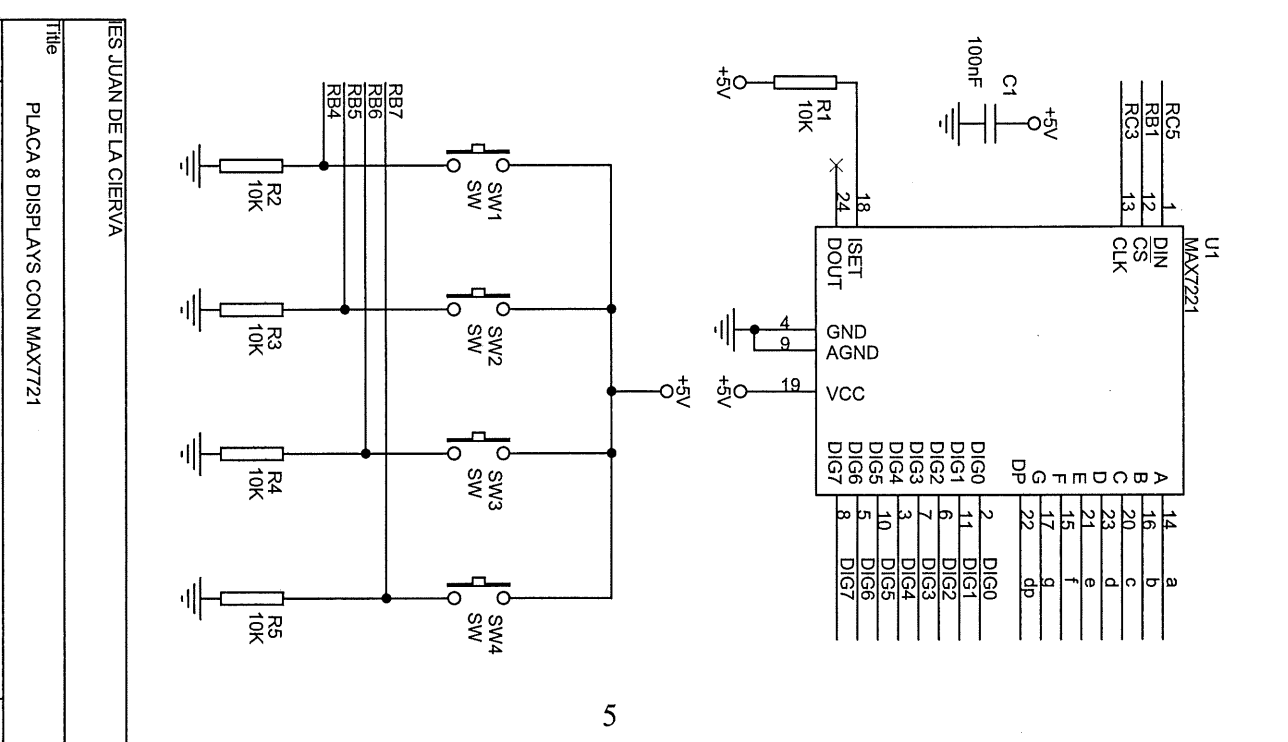 U1
MAX7221
RC5
RB1
RC3
1
12
13
DIN
CS
CLK
18
24
ISET
DOUT
4
9
GND
AGND
19
VCC
+5V
A
B
C
D
E
F
G
DP
14
16
20
23
21
15
17
22
a
b
c
d
e
f
g
dp
DIG0
DIG1
DIG2
DIG3
DIG4
DIG5
DIG6
DIG7
2
11
6
7
3
10
5
8
DIG0
DIG1
DIG2
DIG3
DIG4
DIG5
DIG6
DIG7
+5V
C1
100nF
R1
10K
+5V
+5V
SW1
SW
SW2
SW
SW3
SW
SW4
SW
RB7
RB6
RB5
RB4
R2
10K
R3
10K
R4
10K
R5
10K
IES JUAN DE LA CIERVA
Title
PLACA 8 DISPLAYS CON MAX7721
5